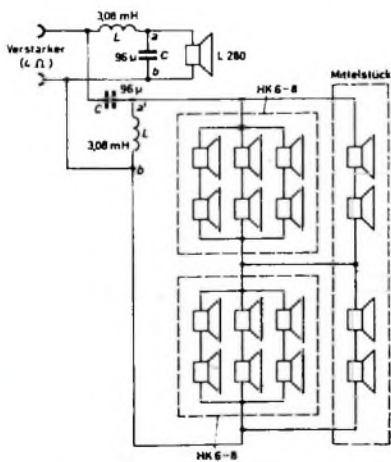 3,08 mH
L
a
Verstärker
(4 Ω)
96 µ
C
L 280
b
96 µ
C
a'
HK 6-8
Mittelstück
L
3,08 mH
b
HK 6-8